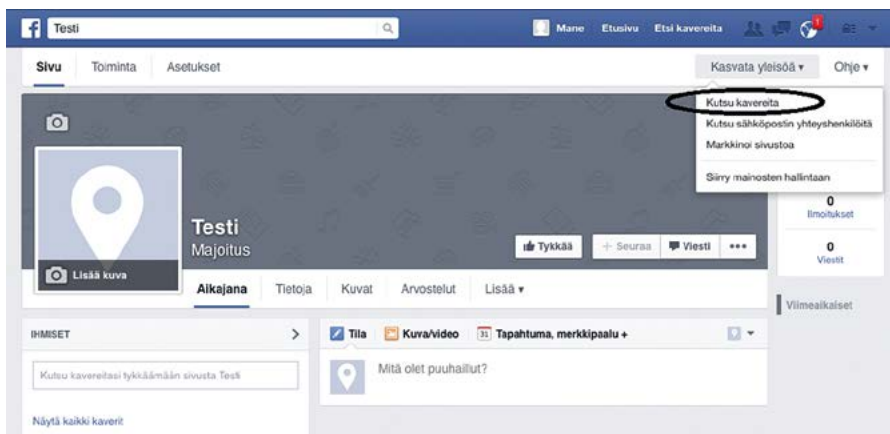 f Testi Mane Etusivu Etsi kavereita 1
Sivu Toiminta Asetukset Kasvata yleisöä Ohje
Kutsu kavereita
Kutsu sähköpostin yhteyshenkilöitä
Markkinoi sivustoa
Siirry mainosten hallintaan
0
Ilmoitukset
0
Viestit
Viimeaikaiset
Testi
Majoitus
Tykkää + Seuraa Viesti •••
Lisää kuva
Aikajana Tietoja Kuvat Arvostelut Lisää
IHMISET >
Kutsu kavereitasi tykkäämään sivusta Testi
Näytä kaikki kaverit
Tila Kuva/video 31 Tapahtuma, merkkipaalu +
Mitä olet puuhaillut?